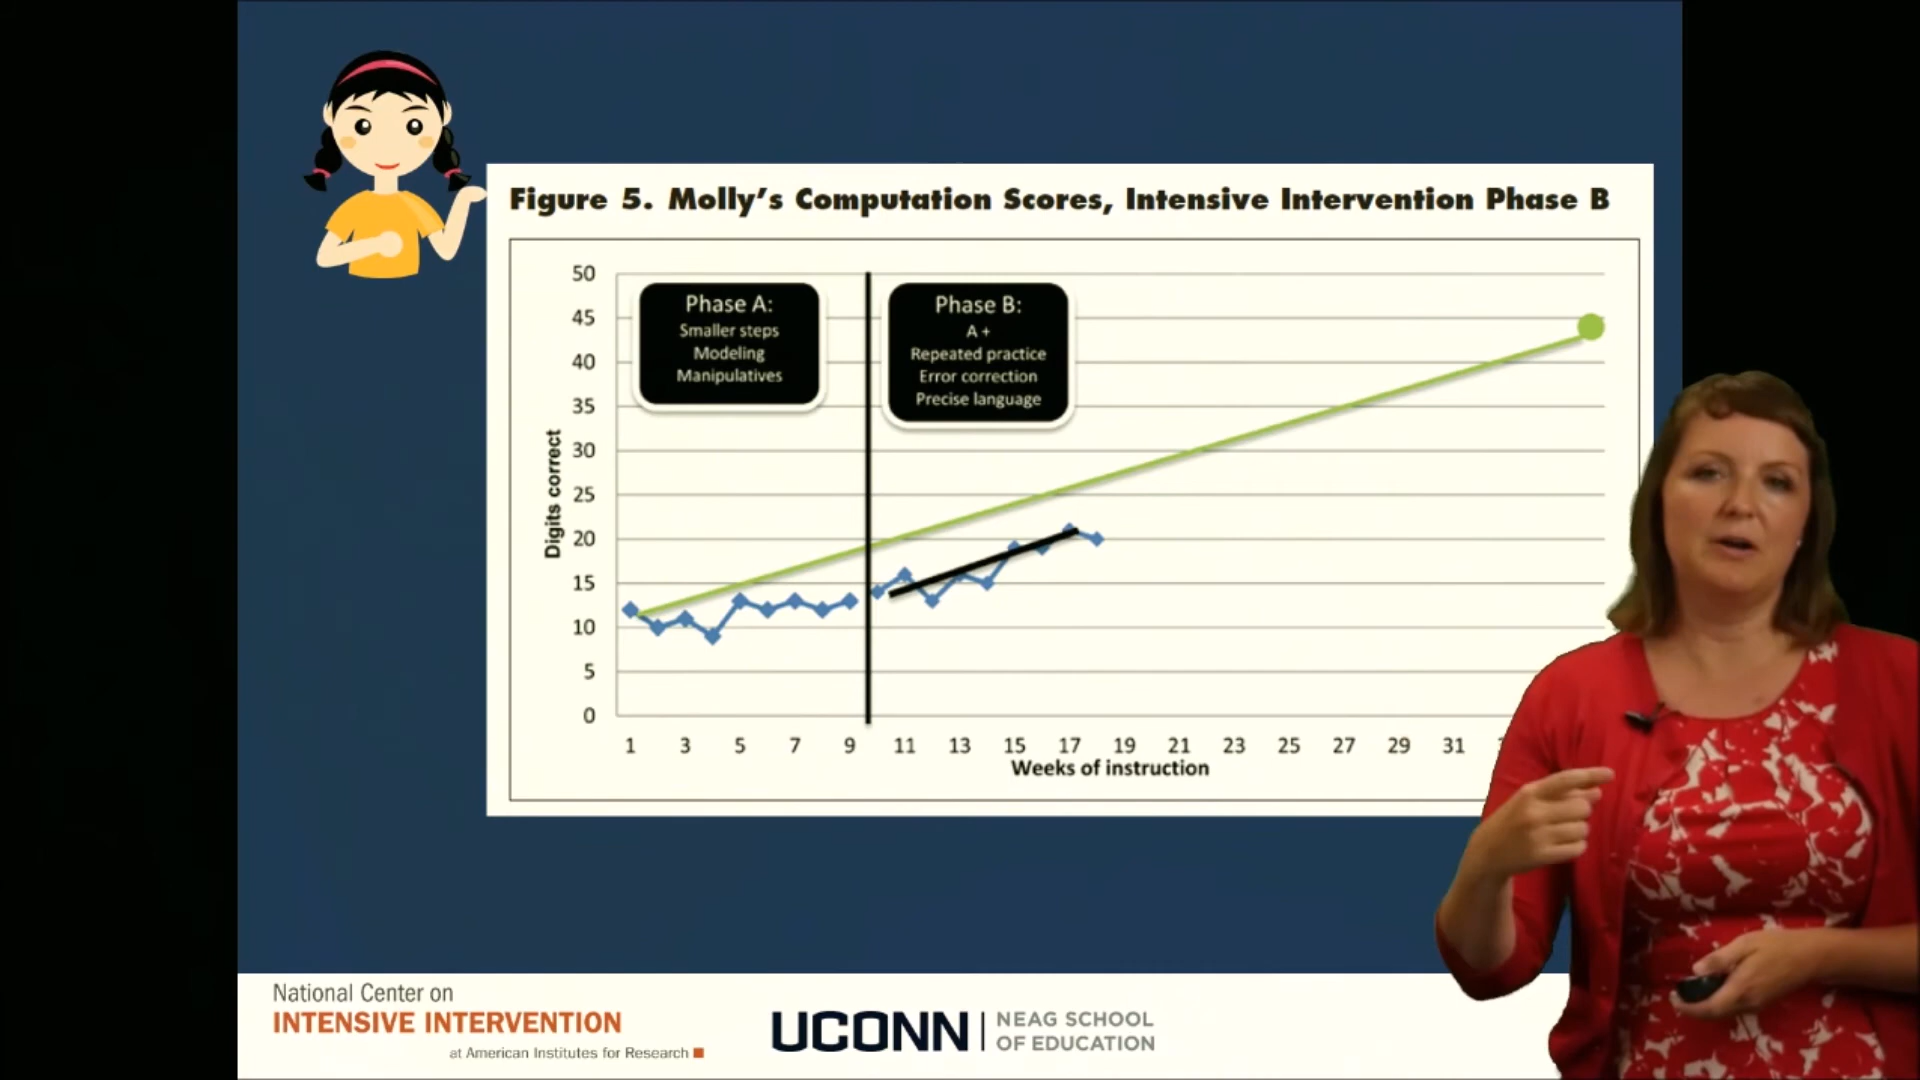 Figure 5. Molly's Computation Scores, Intensive Intervention Phase B
50
45
40
35
30
25
20
15
10
5
0
Digits correct
Phase A:
Smaller steps
Modeling
Manipulatives
Phase B:
A +
Repeated practice
Error correction
Precise language
1 3 5 7 9 11 13 15 17 19 21 23 25 27 29 31
Weeks of instruction
National Center on
INTENSIVE INTERVENTION
at American Institutes for Research
UCONN
NEAG SCHOOL
OF EDUCATION